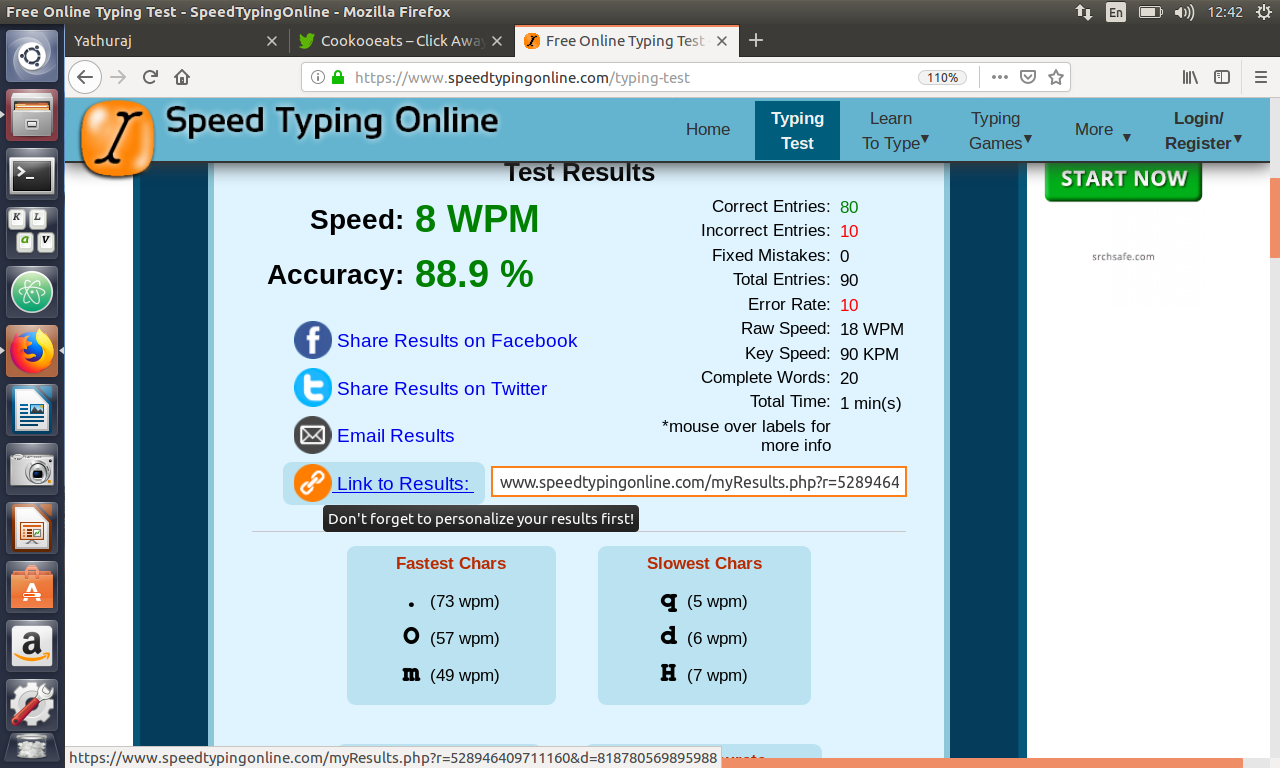 Free Online Typing Test - SpeedTypingOnline - Mozilla Firefox
En
12:42
Yathuraj
Cookooeats – Click Away
Free Online Typing Test
https://www.speedtypingonline.com/typing-test
110%
Speed Typing Online
Home
Typing Test
Learn To Type
Typing Games
More
Login/ Register
Test Results
START NOW
srchsafe.com
Speed: 8 WPM
Accuracy: 88.9 %
Correct Entries: 80
Incorrect Entries: 10
Fixed Mistakes: 0
Total Entries: 90
Error Rate: 10
Raw Speed: 18 WPM
Key Speed: 90 KPM
Complete Words: 20
Total Time: 1 min(s)
*mouse over labels for
more info
Share Results on Facebook
Share Results on Twitter
Email Results
Link to Results:
www.speedtypingonline.com/myResults.php?r=5289464
Don't forget to personalize your results first!
Fastest Chars
. (73 wpm)
O (57 wpm)
m (49 wpm)
Slowest Chars
q (5 wpm)
d (6 wpm)
H (7 wpm)
https://www.speedtypingonline.com/myResults.php?r=528946409711160&d=818780569895988